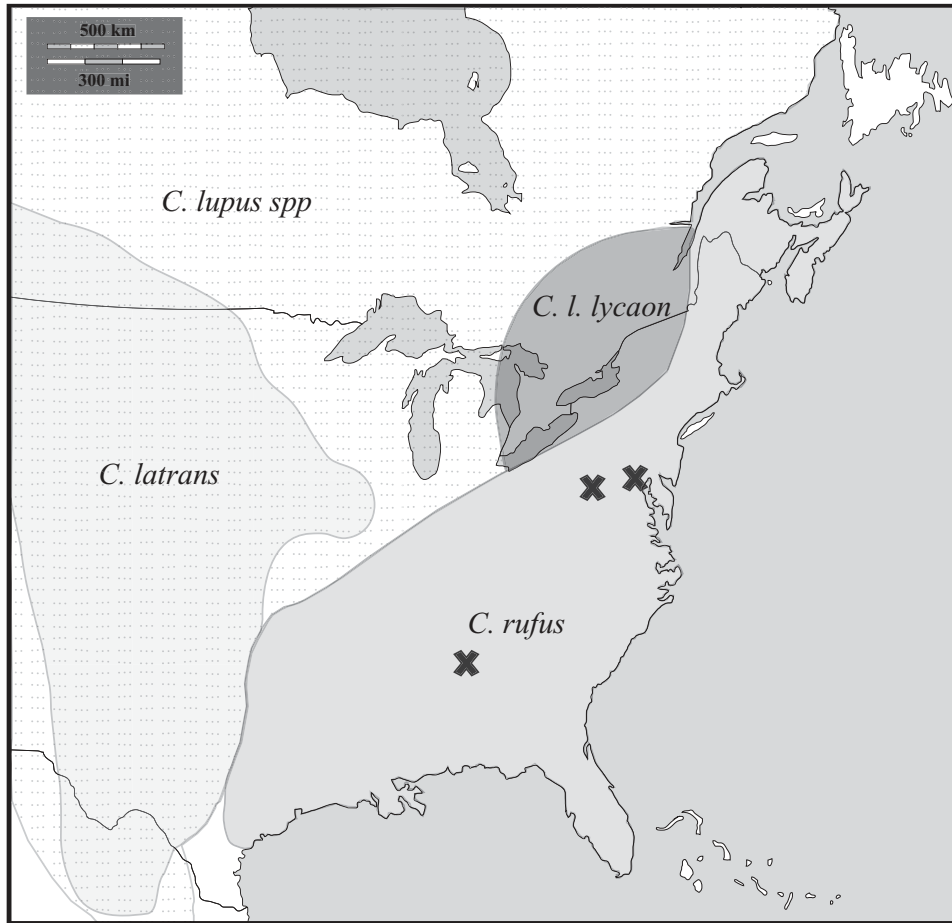 500 km
300 mi
C. lupus spp
C. l. lycaon
C. latrans
C. rufus